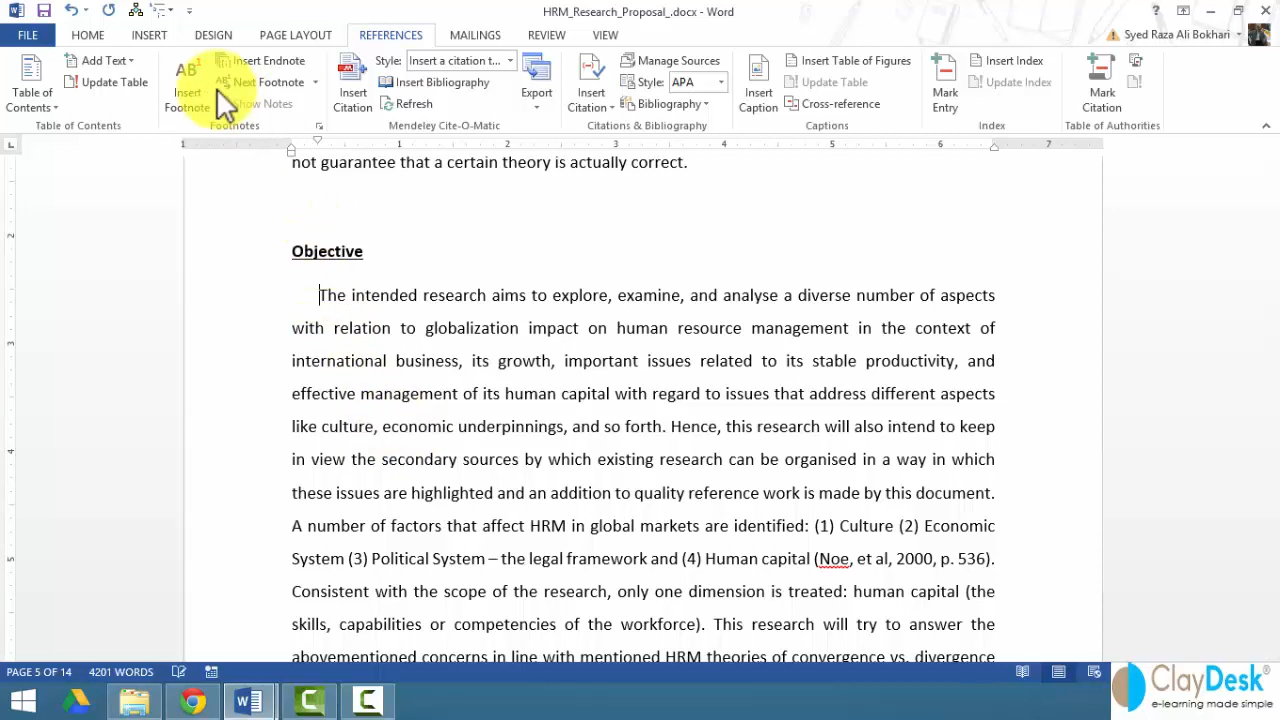 HRM_Research_Proposal_.docx - Word
FILE HOME INSERT DESIGN PAGE LAYOUT REFERENCES MAILINGS REVIEW VIEW Syed Raza Ali Bokhari
Table of Contents
Add Text
Update Table
Table of Contents
AB1
Insert Footnote
Insert Endnote
Next Footnote
Show Notes
Footnotes
Insert Citation
Style: Insert a citation t...
Insert Bibliography
Refresh
Export
Mendeley Cite-O-Matic
Insert Citation
Manage Sources
Style: APA
Bibliography
Citations & Bibliography
Insert Caption
Insert Table of Figures
Update Table
Cross-reference
Captions
Mark Entry
Insert Index
Update Index
Index
Mark Citation
Table of Authorities
L 1 1 2 3 4 5 6 7
2
3
4
5
not guarantee that a certain theory is actually correct.
Objective
The intended research aims to explore, examine, and analyse a diverse number of aspects
with relation to globalization impact on human resource management in the context of
international business, its growth, important issues related to its stable productivity, and
effective management of its human capital with regard to issues that address different aspects
like culture, economic underpinnings, and so forth. Hence, this research will also intend to keep
in view the secondary sources by which existing research can be organised in a way in which
these issues are highlighted and an addition to quality reference work is made by this document.
A number of factors that affect HRM in global markets are identified: (1) Culture (2) Economic
System (3) Political System – the legal framework and (4) Human capital (Noe, et al, 2000, p. 536).
Consistent with the scope of the research, only one dimension is treated: human capital (the
skills, capabilities or competencies of the workforce). This research will try to answer the
abovementioned concerns in line with mentioned HRM theories of convergence vs. divergence
PAGE 5 OF 14 4201 WORDS
ClayDesk®
e-learning made simple